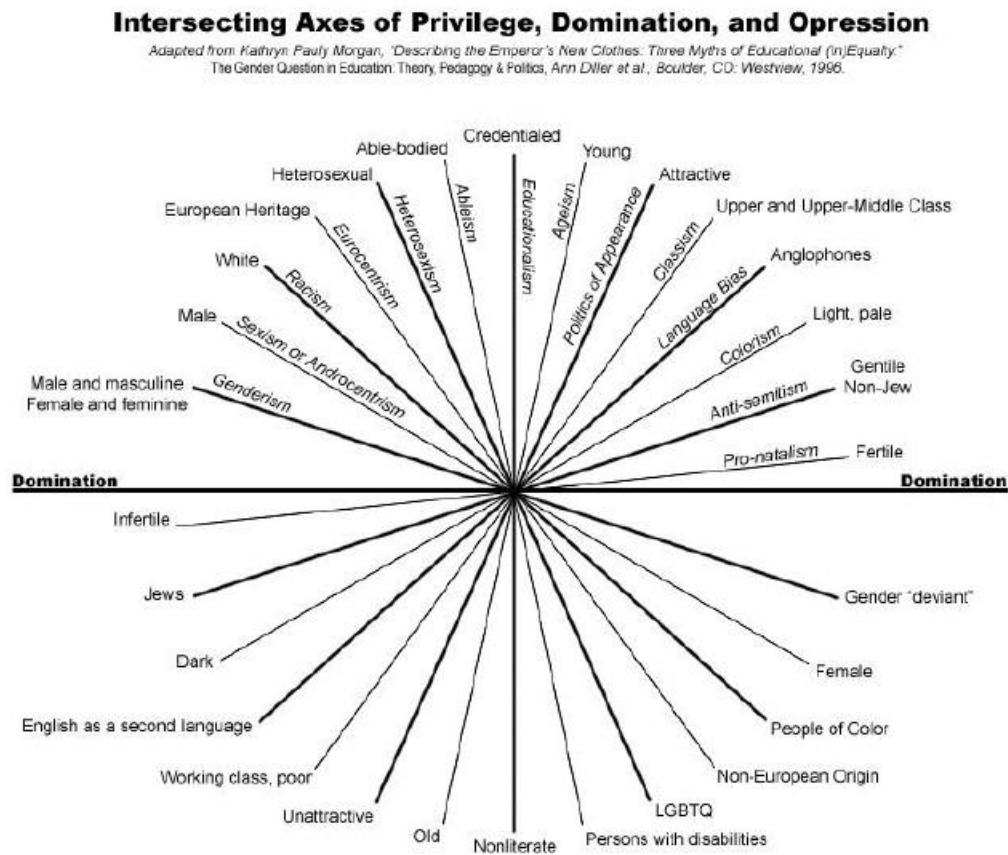 Intersecting Axes of Privilege, Domination, and Opression
Adapted from Kathryn Pauly Morgan, "Describing the Emperor's New Clothes: Three Myths of Educational (In)Equality."
The Gender Question in Education: Theory, Pedagogy & Politics, Ann Diller et al., Boulder, CO: Westview, 1996.
Credentialed
Able-bodied
Young
Heterosexual
Attractive
European Heritage
Upper and Upper-Middle Class
White
Anglophones
Male
Light, pale
Male and masculine
Female and feminine
Gentile
Non-Jew
Fertile
Genderism
Sexism or Androcentrism
Racism
Eurocentrism
Heterosexism
Ableism
Educationalism
Ageism
Politics of Appearance
Classism
Language Bias
Colorism
Anti-semitism
Pro-natalism
Domination
Domination
Infertile
Jews
Gender "deviant"
Dark
Female
English as a second language
People of Color
Working class, poor
Non-European Origin
Unattractive
LGBTQ
Old
Persons with disabilities
Nonliterate